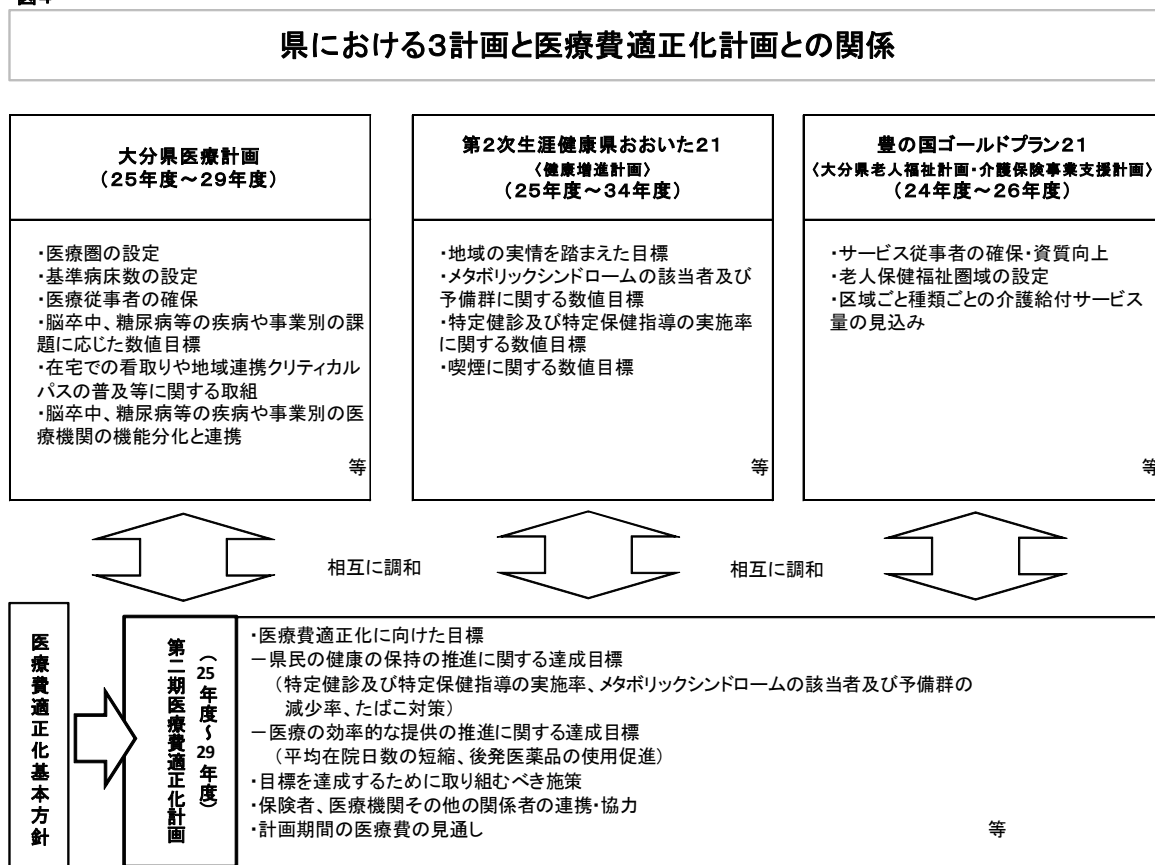 図4
県における3計画と医療費適正化計画との関係
大分県医療計画
(25年度~29年度)
・医療圏の設定
・基準病床数の設定
・医療従事者の確保
・脳卒中、糖尿病等の疾病や事業別の課
題に応じた数値目標
・在宅での看取りや地域連携クリティカル
パスの普及等に関する取組
・脳卒中、糖尿病等の疾病や事業別の医
療機関の機能分化と連携
等
第2次生涯健康県おおいた21
〈健康増進計画〉
(25年度~34年度)
・地域の実情を踏まえた目標
・メタボリックシンドロームの該当者及び
予備群に関する数値目標
・特定健診及び特定保健指導の実施率
に関する数値目標
・喫煙に関する数値目標
等
豊の国ゴールドプラン21
〈大分県老人福祉計画・介護保険事業支援計画〉
(24年度~26年度)
・サービス従事者の確保・資質向上
・老人保健福祉圏域の設定
・区域ごと種類ごとの介護給付サービス
量の見込み
等
相互に調和
相互に調和
医療費適正化基本方針
第二期医療費適正化計画
(25年度~29年度)
・医療費適正化に向けた目標
-県民の健康の保持の推進に関する達成目標
(特定健診及び特定保健指導の実施率、メタボリックシンドロームの該当者及び予備群の
減少率、たばこ対策)
-医療の効率的な提供の推進に関する達成目標
(平均在院日数の短縮、後発医薬品の使用促進)
・目標を達成するために取り組むべき施策
・保険者、医療機関その他の関係者の連携・協力
・計画期間の医療費の見通し
等